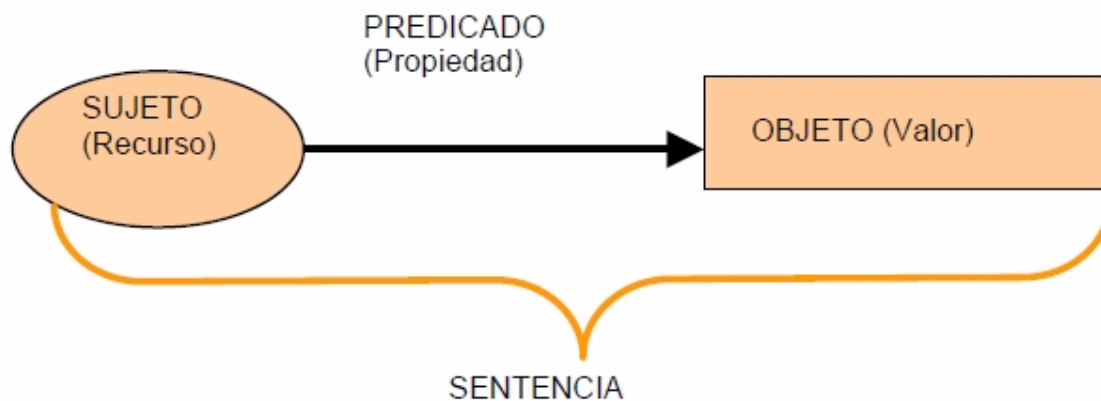 PREDICADO
(Propiedad)
SUJETO
(Recurso)
OBJETO (Valor)
SENTENCIA